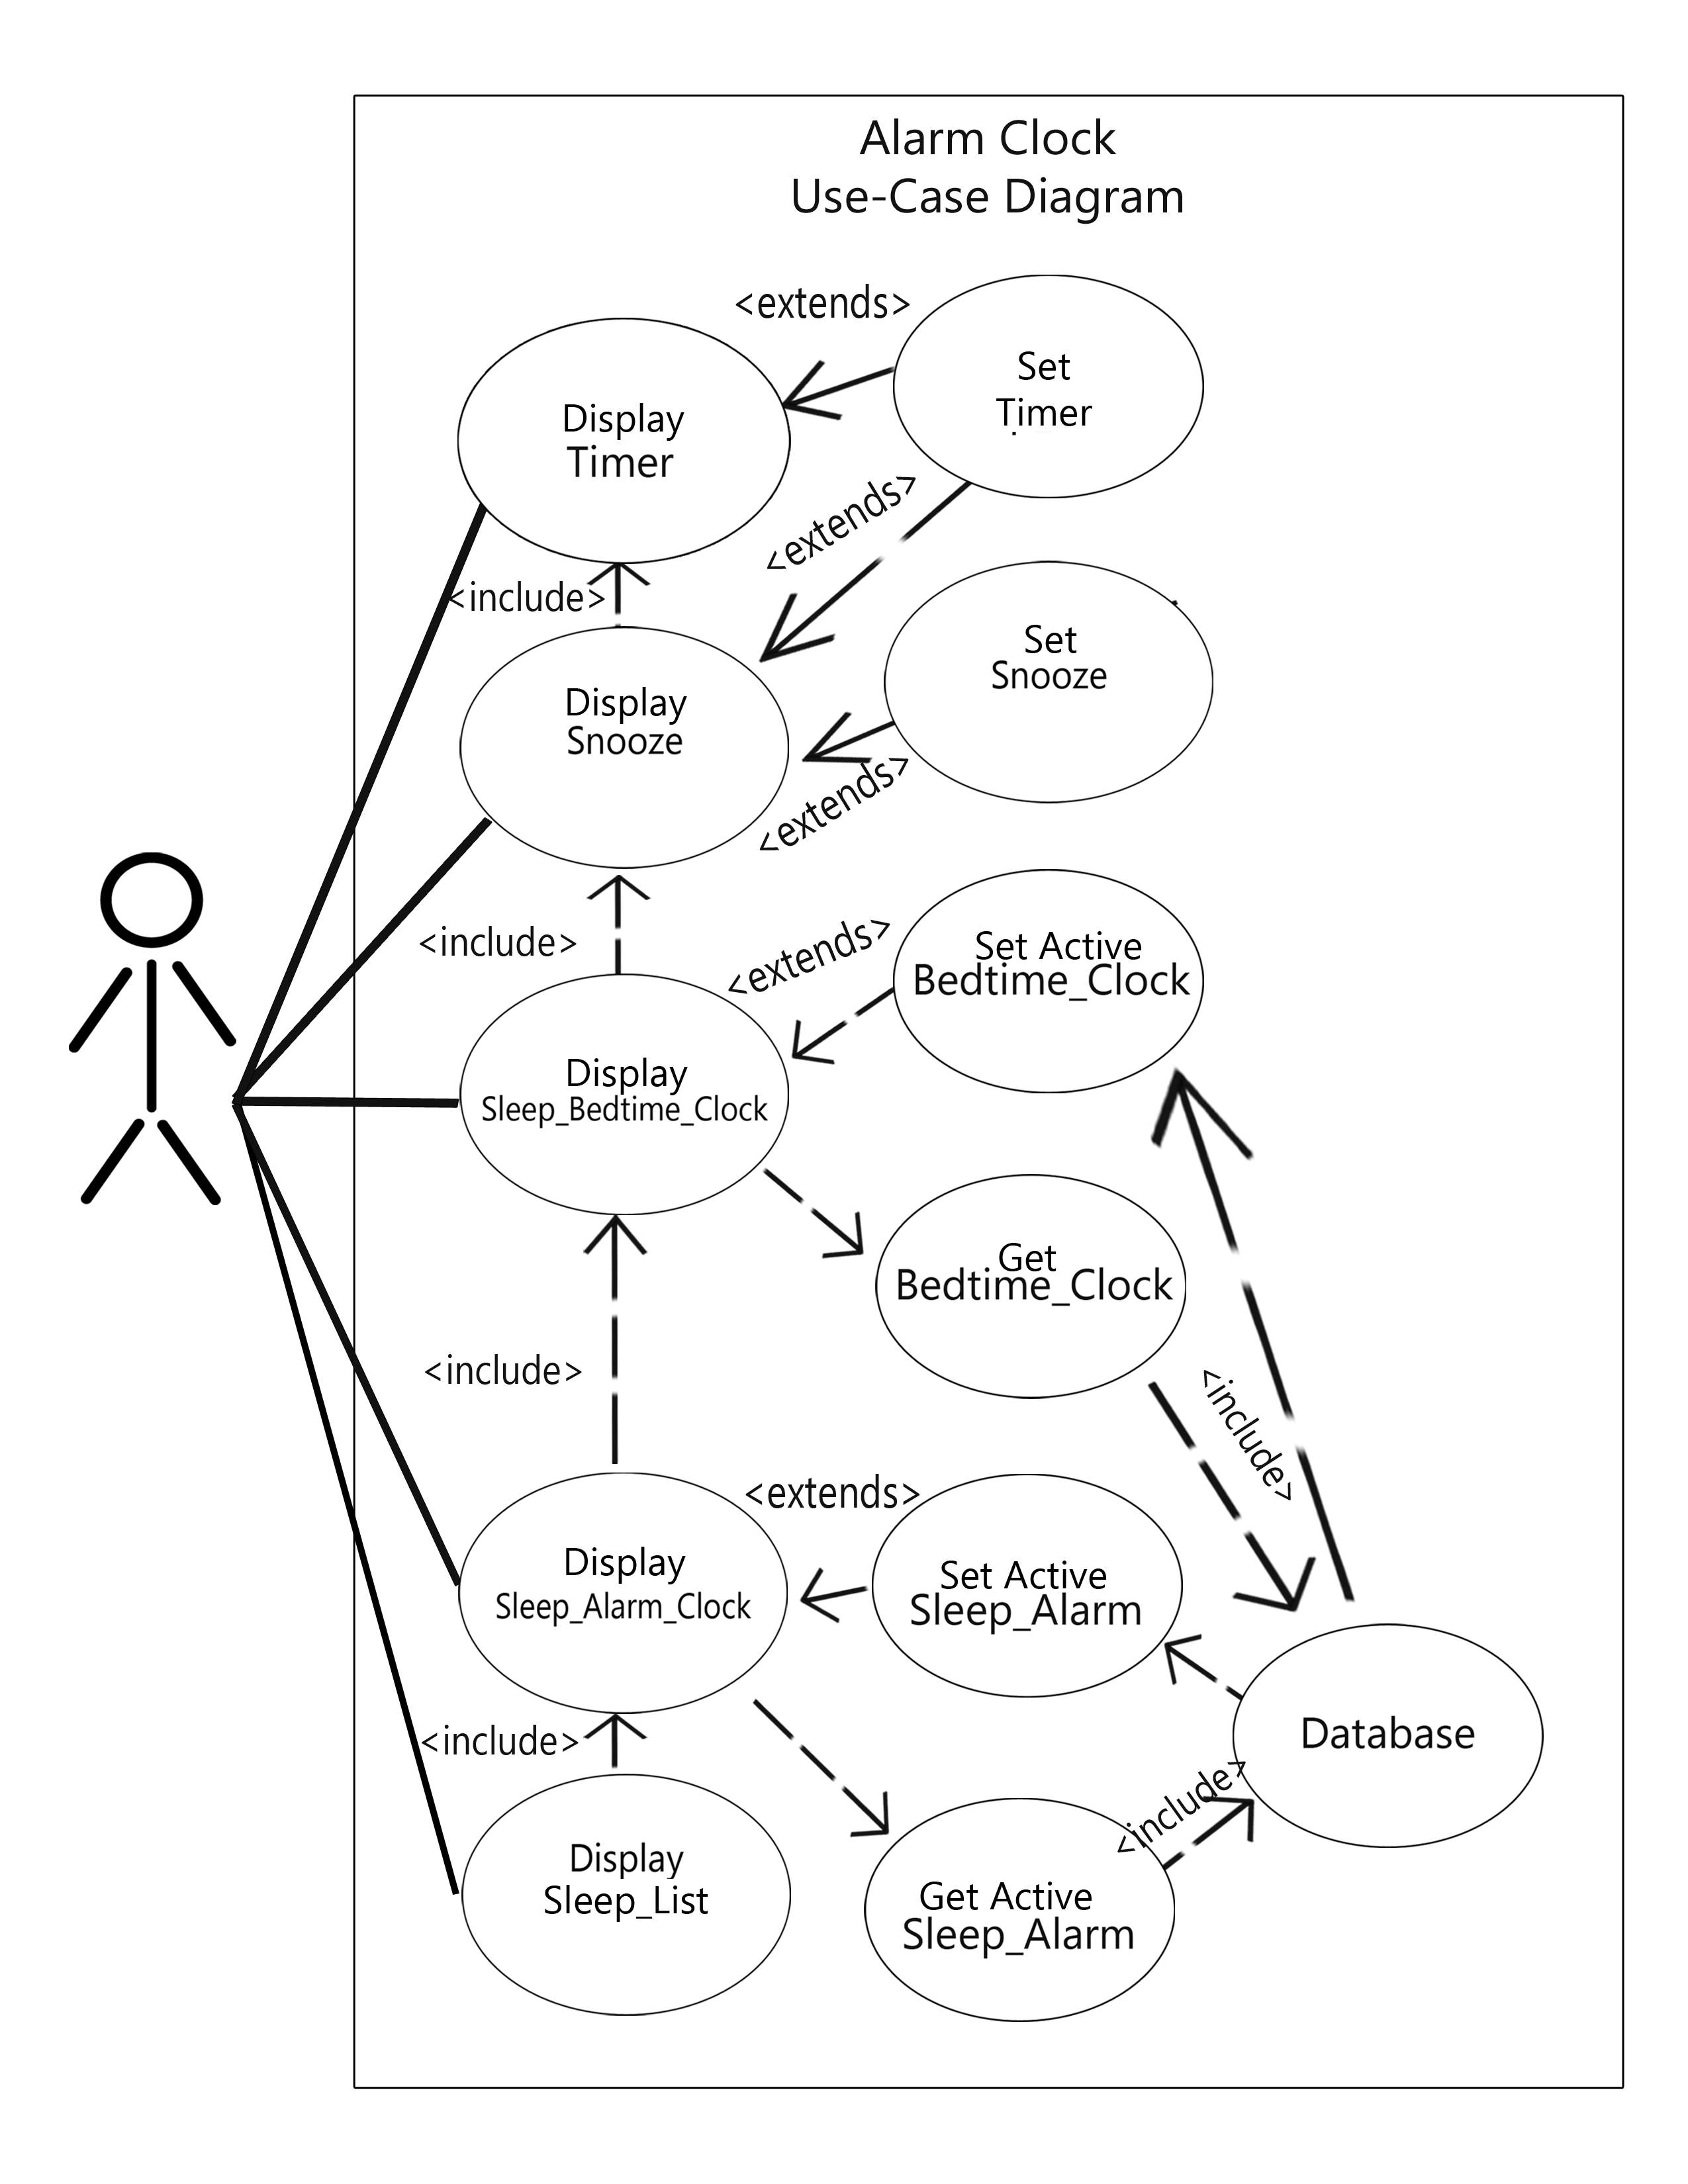 Alarm Clock
Use-Case Diagram
<extends>
Set
Timer
Display
Timer
<extends>
<include>
Set
Snooze
Display
Snooze
<extends>
<include>
<extends>
Set Active
Bedtime_Clock
Display
Sleep_Bedtime_Clock
Get
Bedtime_Clock
<include>
<include>
<extends>
Display
Sleep_Alarm_Clock
Set Active
Sleep_Alarm
Database
<include>
<include>
Display
Sleep_List
Get Active
Sleep_Alarm